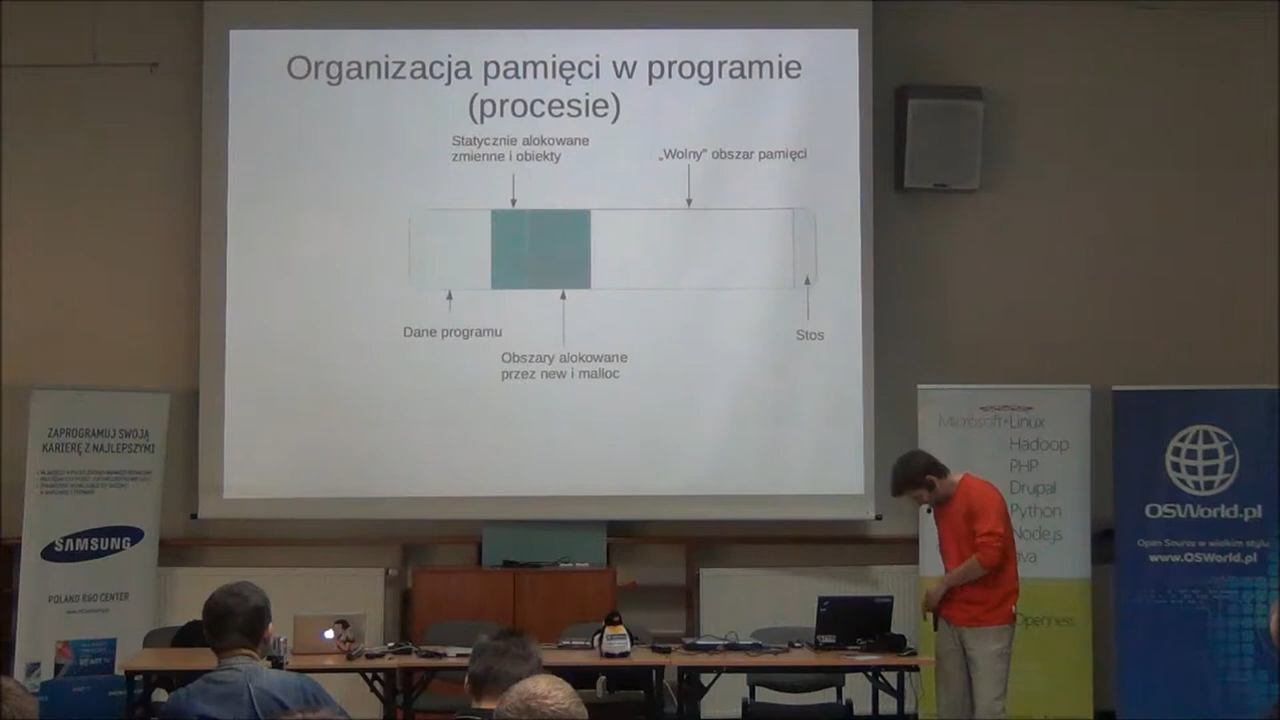 Organizacja pamięci w programie
(procesie)
Statycznie alokowane
zmienne i obiekty
„Wolny” obszar pamięci
Dane programu
Stos
Obszary alokowane
przez new i malloc
ZAPROGRAMUJ SWOJĄ
KARIERĘ Z NAJLEPSZYMI
SAMSUNG
POLAND R&D CENTER
Microsoft+Linux
Hadoop
PHP
Drupal
Python
Node.js
Java
Openness
OSWorld.pl
Open Source w wielkim stylu
www.OSWorld.pl